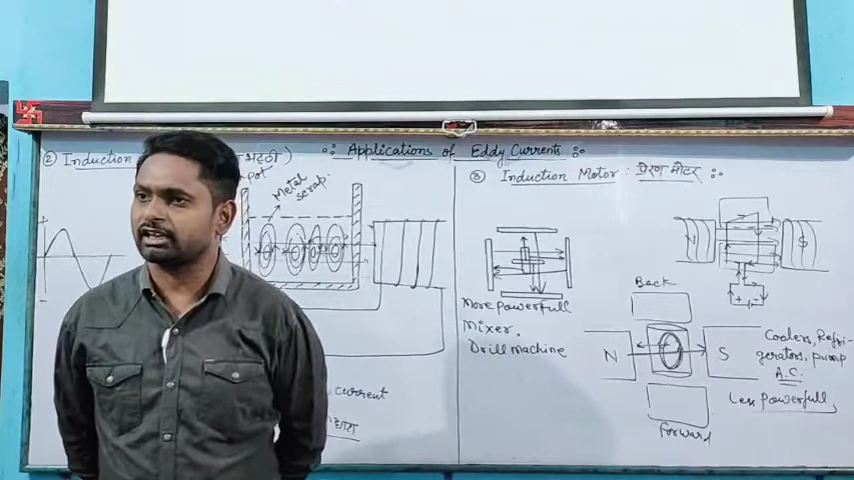 ∴ Applications of Eddy Currents ∴
② Induction
भट्ठी )
Metal
scrap.
current
धारा
③ Induction Motor : प्रेरण मोटर ∴
More powerfull
Mixer.
Drill machine
N
S
Back
N
S
Forward
Coolers, Refri-
gerators, pump
A.C.
Less powerfull